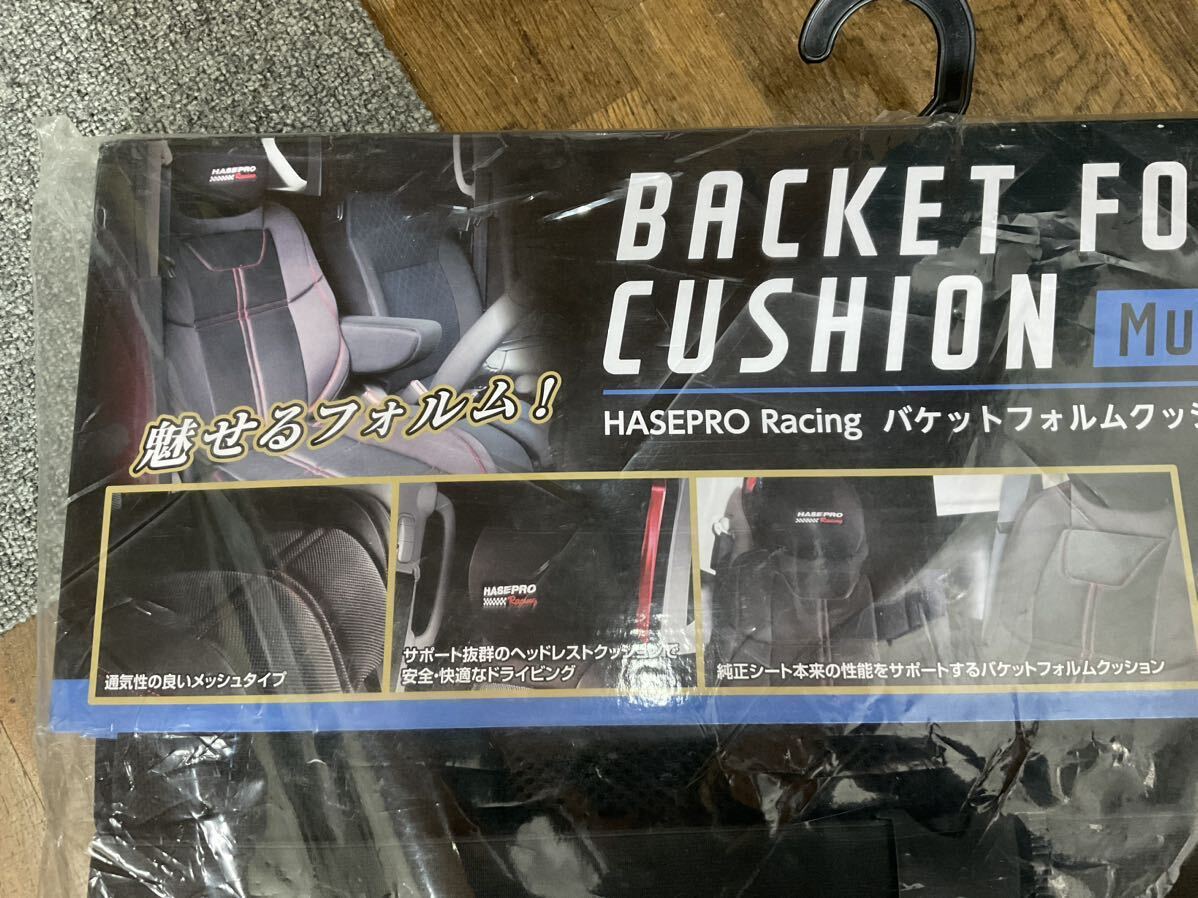 HASEPRO
Racing
BACKET FO
CUSHION Mu
HASEPRO Racing バケットフォルムクッシ
魅せるフォルム!
HASEPRO
Racing
HASEPRO
Racing
通気性の良いメッシュタイプ
サポート抜群のヘッドレストクッションで
安全・快適なドライビング
純正シート本来の性能をサポートするバケットフォルムクッション